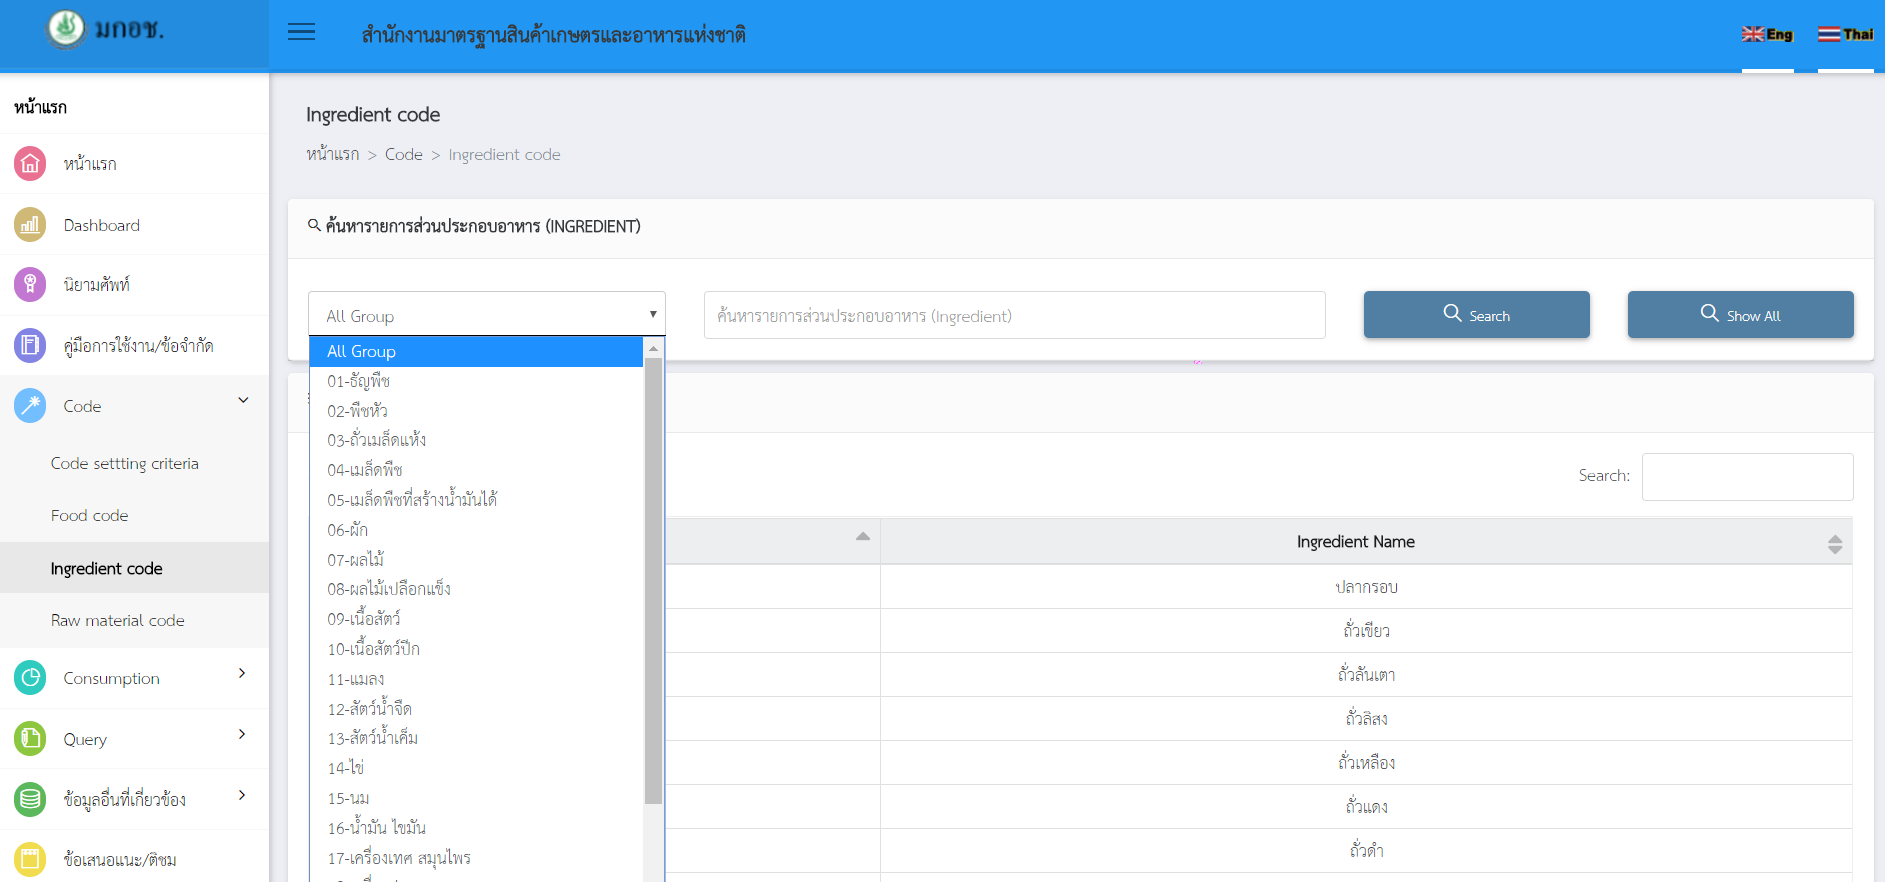 มกอช.
สำนักงานมาตรฐานสินค้าเกษตรและอาหารแห่งชาติ
Eng
Thai
หน้าแรก
หน้าแรก
Dashboard
นิยามศัพท์
คู่มือการใช้งาน/ข้อจำกัด
Code
Code settting criteria
Food code
Ingredient code
Raw material code
Consumption
Query
ข้อมูลอื่นที่เกี่ยวข้อง
ข้อเสนอแนะ/ติชม
Ingredient code
หน้าแรก > Code > Ingredient code
ค้นหารายการส่วนประกอบอาหาร (INGREDIENT)
All Group
ค้นหารายการส่วนประกอบอาหาร (Ingredient)
Search
Show All
All Group
01-ธัญพืช
02-พืชหัว
03-ถั่วเมล็ดแห้ง
04-เมล็ดพืช
05-เมล็ดพืชที่สร้างน้ำมันได้
06-ผัก
07-ผลไม้
08-ผลไม้เปลือกแข็ง
09-เนื้อสัตว์
10-เนื้อสัตว์ปีก
11-แมลง
12-สัตว์น้ำจืด
13-สัตว์น้ำเค็ม
14-ไข่
15-นม
16-น้ำมัน ไขมัน
17-เครื่องเทศ สมุนไพร
Search:
Ingredient Name
ปลากรอบ
ถั่วเขียว
ถั่วลันเตา
ถั่วลิสง
ถั่วเหลือง
ถั่วแดง
ถั่วดำ